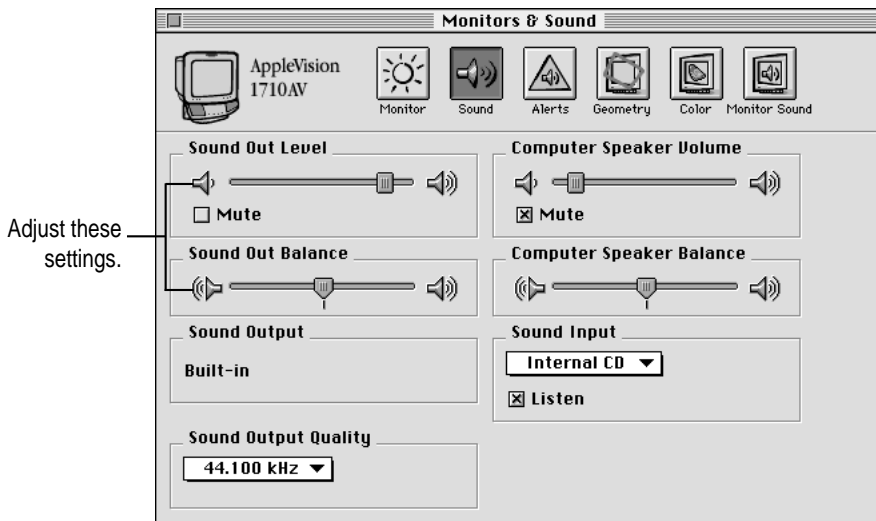 Monitors & Sound
AppleVision
1710AV
Monitor
Sound
Alerts
Geometry
Color
Monitor Sound
Sound Out Level
Mute
Computer Speaker Volume
Mute
Adjust these
settings.
Sound Out Balance
Computer Speaker Balance
Sound Output
Built-in
Sound Input
Internal CD
Listen
Sound Output Quality
44.100 kHz